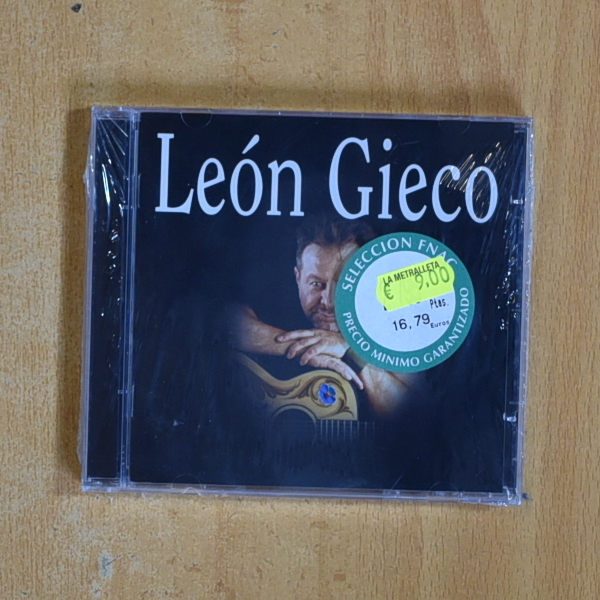 León Gieco
SELECCION FNAC
LA METRALLETA
€ 9,00
Ptas.
16,79 Euros
PRECIO MINIMO GARANTIZADO